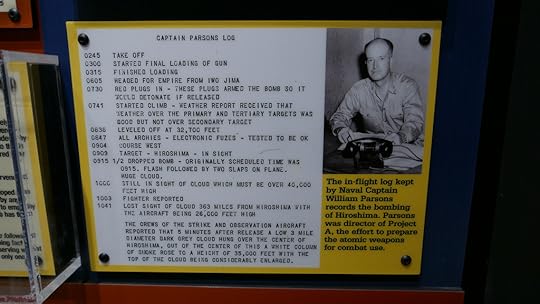 CAPTAIN PARSONS LOG
0245 TAKE OFF
0300 STARTED FINAL LOADING OF GUN
0315 FINISHED LOADING
0605 HEADED FOR EMPIRE FROM IWO JIMA
0730 RED PLUGS IN - THESE PLUGS ARMED THE BOMB SO IT
WOULD DETONATE IF RELEASED
0741 STARTED CLIMB - WEATHER REPORT RECEIVED THAT
WEATHER OVER THE PRIMARY AND TERTIARY TARGETS WAS
GOOD BUT NOT OVER SECONDARY TARGET
0838 LEVELED OFF AT 32,700 FEET
0847 ALL ARCHIES - ELECTRONIC FUZES - TESTED TO BE OK
0904 COURSE WEST
0909 TARGET - HIROSHIMA - IN SIGHT
0915 1/2 DROPPED BOMB - ORIGINALLY SCHEDULED TIME WAS
0915. FLASH FOLLOWED BY TWO SLAPS ON PLANE.
HUGE CLOUD.
1000 STILL IN SIGHT OF CLOUD WHICH MUST BE OVER 40,000
FEET HIGH
1003 FIGHTER REPORTED
1041 LOST SIGHT OF CLOUD 363 MILES FROM HIROSHIMA WITH
THE AIRCRAFT BEING 26,000 FEET HIGH
THE CREWS OF THE STRIKE AND OBSERVATION AIRCRAFT
REPORTED THAT 5 MINUTES AFTER RELEASE A LOW 3 MILE
DIAMETER DARK GREY CLOUD HUNG OVER THE CENTER OF
HIROSHIMA, OUT OF THE CENTER OF THIS A WHITE COLUMN
OF SMOKE ROSE TO A HEIGHT OF 35,000 FEET WITH THE
TOP OF THE CLOUD BEING CONSIDERABLY ENLARGED.
The in-flight log kept
by Naval Captain
William Parsons
records the bombing
of Hiroshima. Parsons
was director of Project
A, the effort to prepare
the atomic weapons
for combat use.